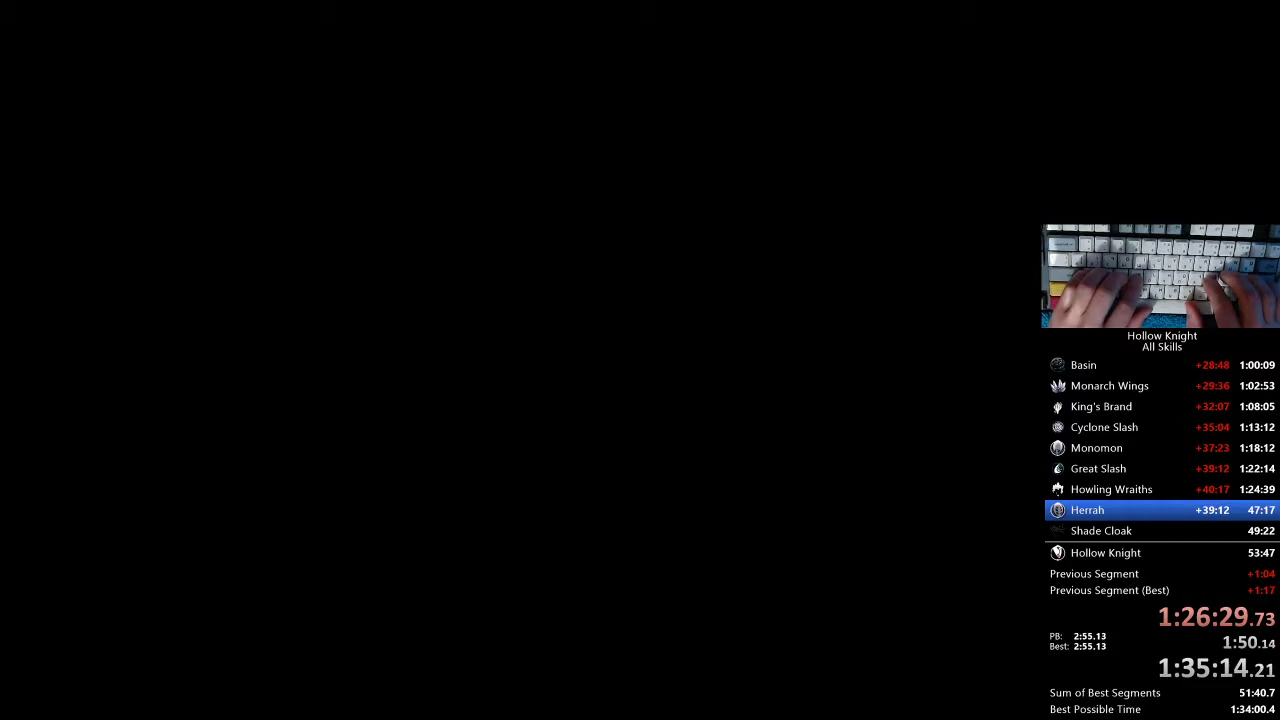 Hollow Knight
All Skills
Basin +28:48 1:00:09
Monarch Wings +29:36 1:02:53
King's Brand +32:07 1:08:05
Cyclone Slash +35:04 1:13:12
Monomon +37:23 1:18:12
Great Slash +39:12 1:22:14
Howling Wraiths +40:17 1:24:39
Herrah +39:12 47:17
Shade Cloak 49:22
Hollow Knight 53:47
Previous Segment +1:04
Previous Segment (Best) +1:17
1:26:29.73
PB: 2:55.13
Best: 2:55.13
1:50.14
1:35:14.21
Sum of Best Segments 51:40.7
Best Possible Time 1:34:00.4